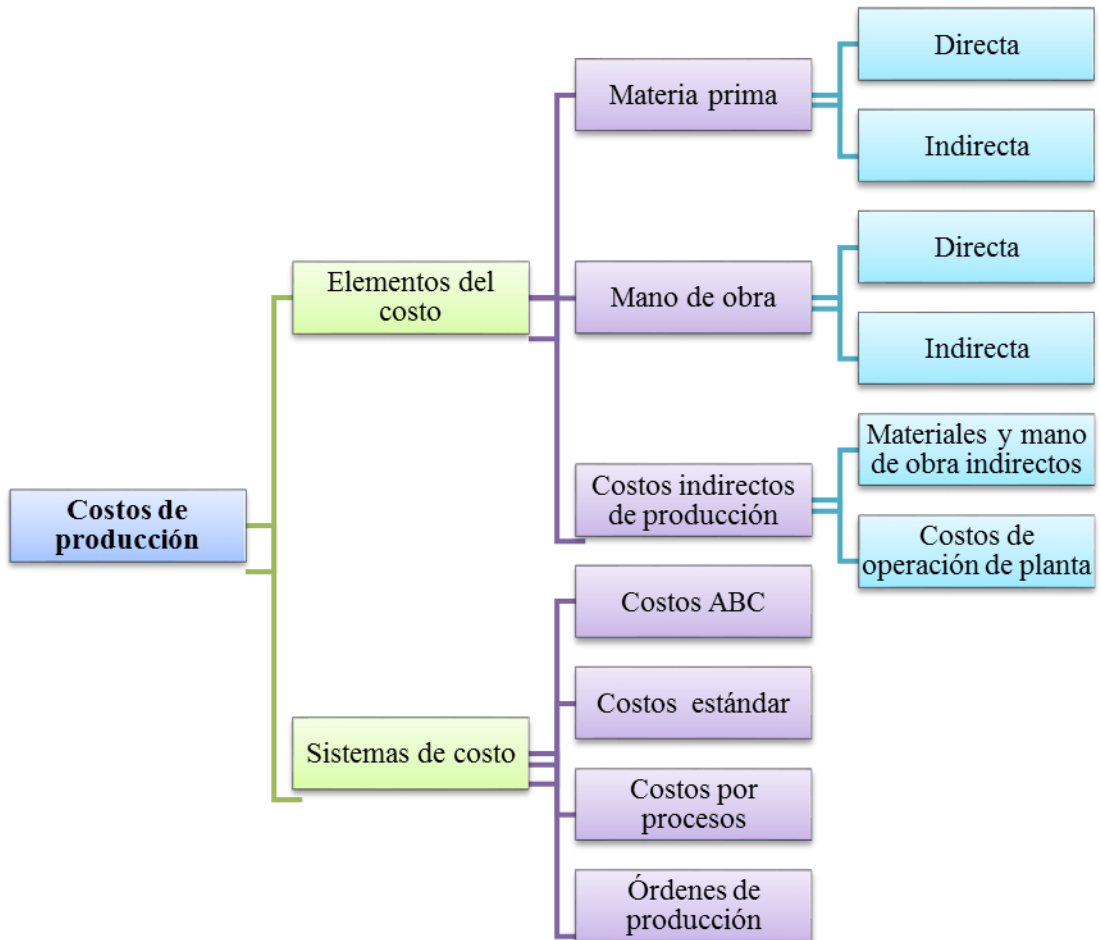 Costos de
producción
Elementos del
costo
Materia prima
Directa
Indirecta
Mano de obra
Directa
Indirecta
Costos indirectos
de producción
Materiales y mano
de obra indirectos
Costos de
operación de planta
Sistemas de costo
Costos ABC
Costos estándar
Costos por
procesos
Órdenes de
producción